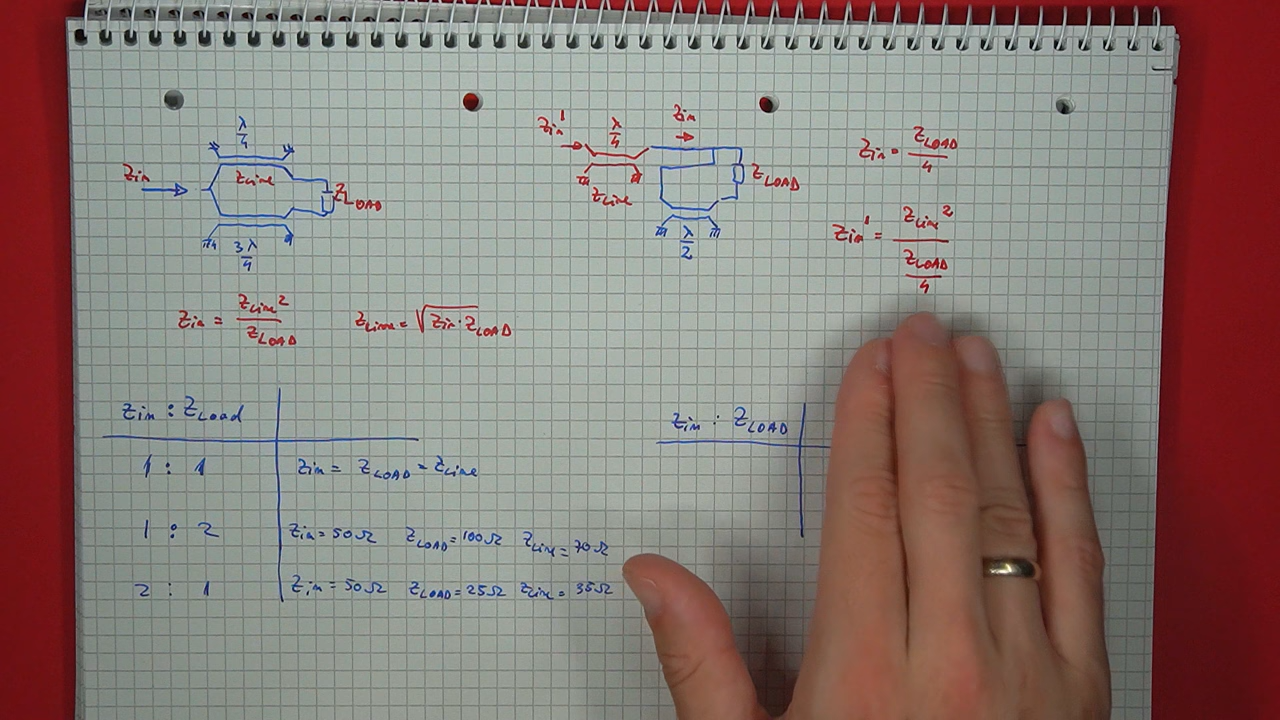 λ/4
Zin
ZLine
ZLOAD
3λ/4
Zin = ZLine² / ZLOAD
ZLine = √Zin·ZLOAD
Zin'
λ/4
Zin
ZLine
ZLOAD
λ/2
Zin = ZLOAD/4
Zin' = ZLine² / ZLOAD/4
Zin : ZLoad
1 : 1 Zin = ZLOAD = ZLine
1 : 2 Zin = 50Ω ZLOAD = 100Ω ZLine = 70Ω
2 : 1 Zin = 50Ω ZLOAD = 25Ω ZLine = 35Ω
Zin : ZLOAD